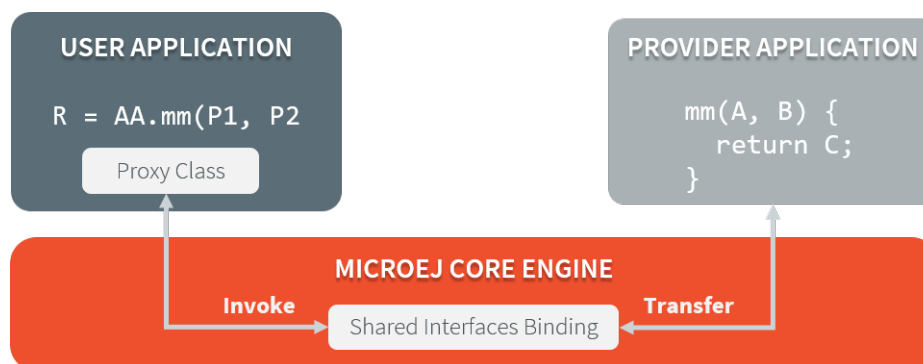 USER APPLICATION
R = AA.mm(P1, P2
Proxy Class
PROVIDER APPLICATION
mm(A, B) {
return C;
}
MICROEJ CORE ENGINE
Invoke
Shared Interfaces Binding
Transfer